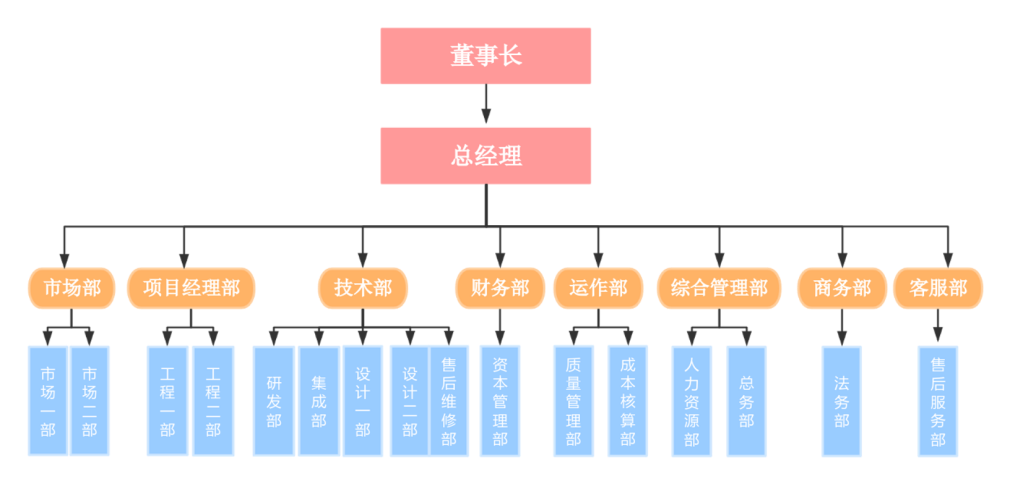 董事长
总经理
市场部
项目经理部
技术部
财务部
运作部
综合管理部
商务部
客服部
市场一部
市场二部
工程一部
工程二部
研发部
集成部
设计一部
设计二部
售后维修部
资本管理部
质量管理部
成本核算部
人力资源部
总务部
法务部
售后服务部